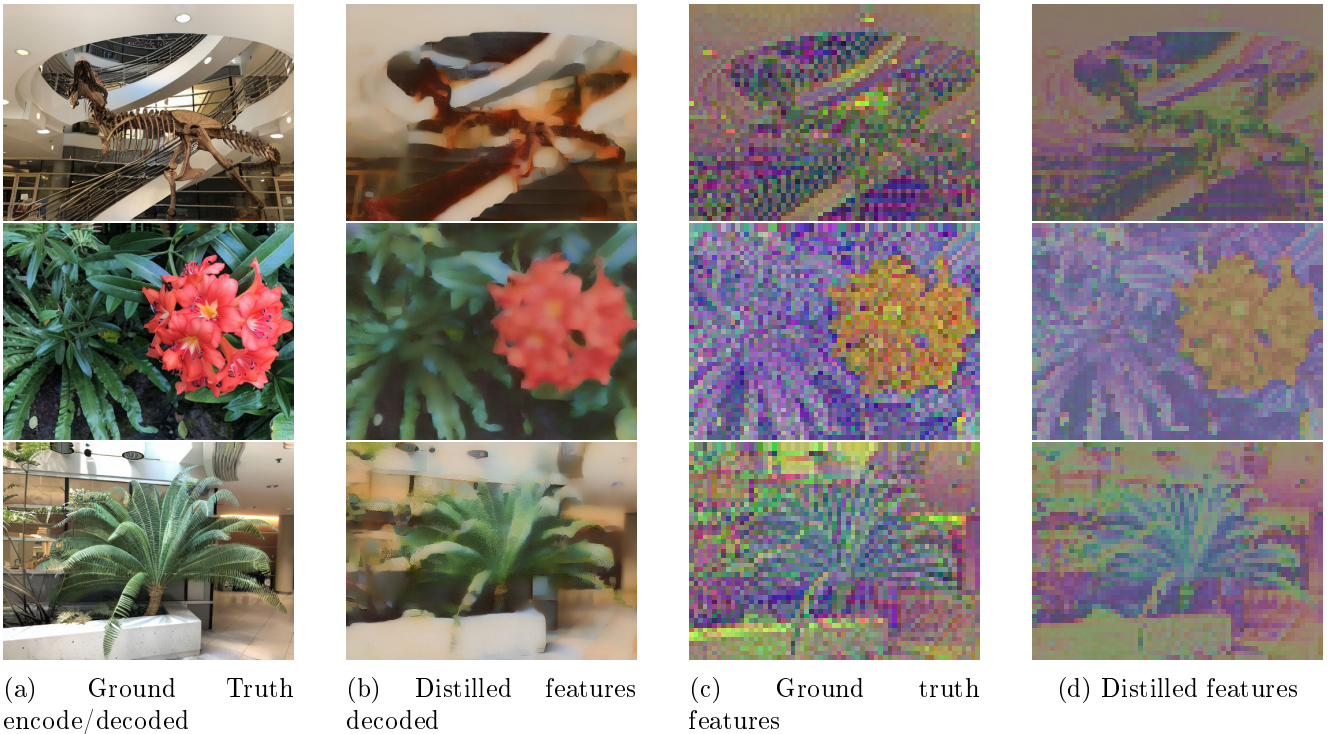 (a) Ground Truth
encode/decoded
(b) Distilled features
decoded
(c) Ground truth
features
(d) Distilled features